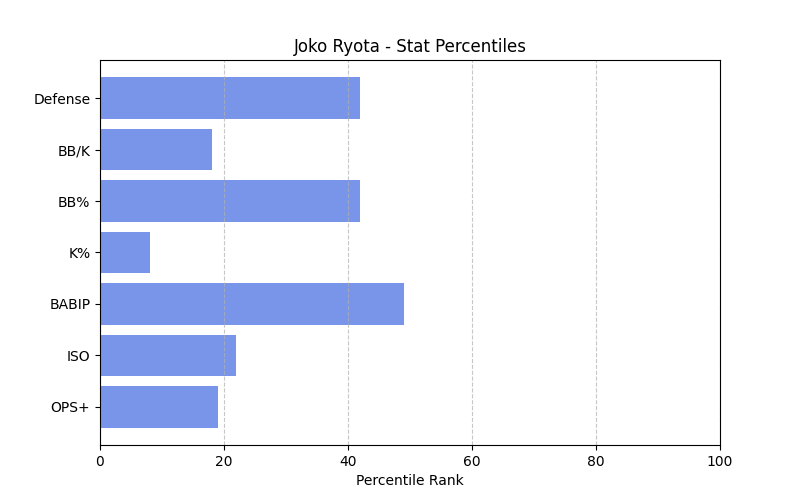 Joko Ryota - Stat Percentiles
Defense
BB/K
BB%
K%
BABIP
ISO
OPS+
0 20 40 60 80 100
Percentile Rank